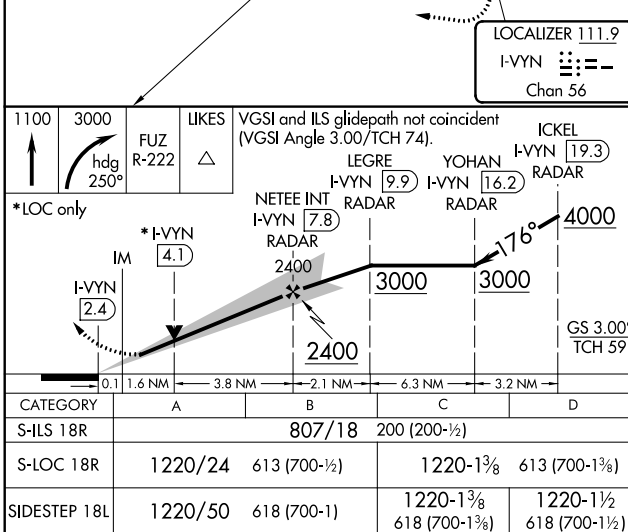 LOCALIZER 111.9
I-VYN
Chan 56
1100
3000
hdg
250°
FUZ
R-222
LIKES
VGSI and ILS glidepath not coincident
(VGSI Angle 3.00/TCH 74).
ICKEL
I-VYN 19.3
RADAR
LEGRE
I-VYN 9.9
RADAR
YOHAN
I-VYN 16.2
RADAR
*LOC only
NETEE INT
I-VYN 7.8
RADAR
* I-VYN
4.1
4000
176°
IM
2400
I-VYN
2.4
3000
3000
2400
GS 3.00°
TCH 59
0.1
1.6 NM
3.8 NM
2.1 NM
6.3 NM
3.2 NM
CATEGORY A B C D
S-ILS 18R 807/18 200 (200-½)
S-LOC 18R 1220/24 613 (700-½) 1220-1⅜ 613 (700-1⅜)
SIDESTEP 18L 1220/50 618 (700-1) 1220-1⅜ 618 (700-1⅜) 1220-1½ 618 (700-1½)